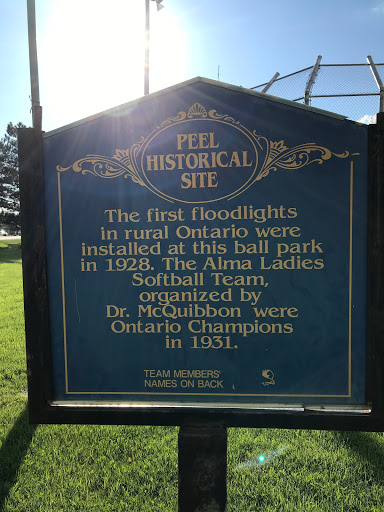 PEEL
HISTORICAL
SITE
The first floodlights
in rural Ontario were
installed at this ball park
in 1928. The Alma Ladies
Softball Team,
organized by
Dr. McQuibbon were
Ontario Champions
in 1931.
TEAM MEMBERS'
NAMES ON BACK